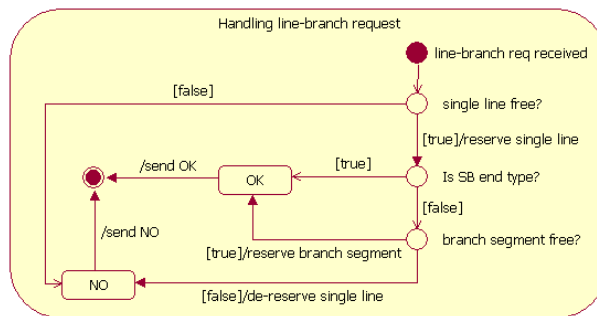 Handling line-branch request
line-branch req received
[false]
single line free?
[true]/reserve single line
/send OK
[true]
OK
Is SB end type?
[false]
/send NO
branch segment free?
[true]/reserve branch segment
NO
[false]/de-reserve single line